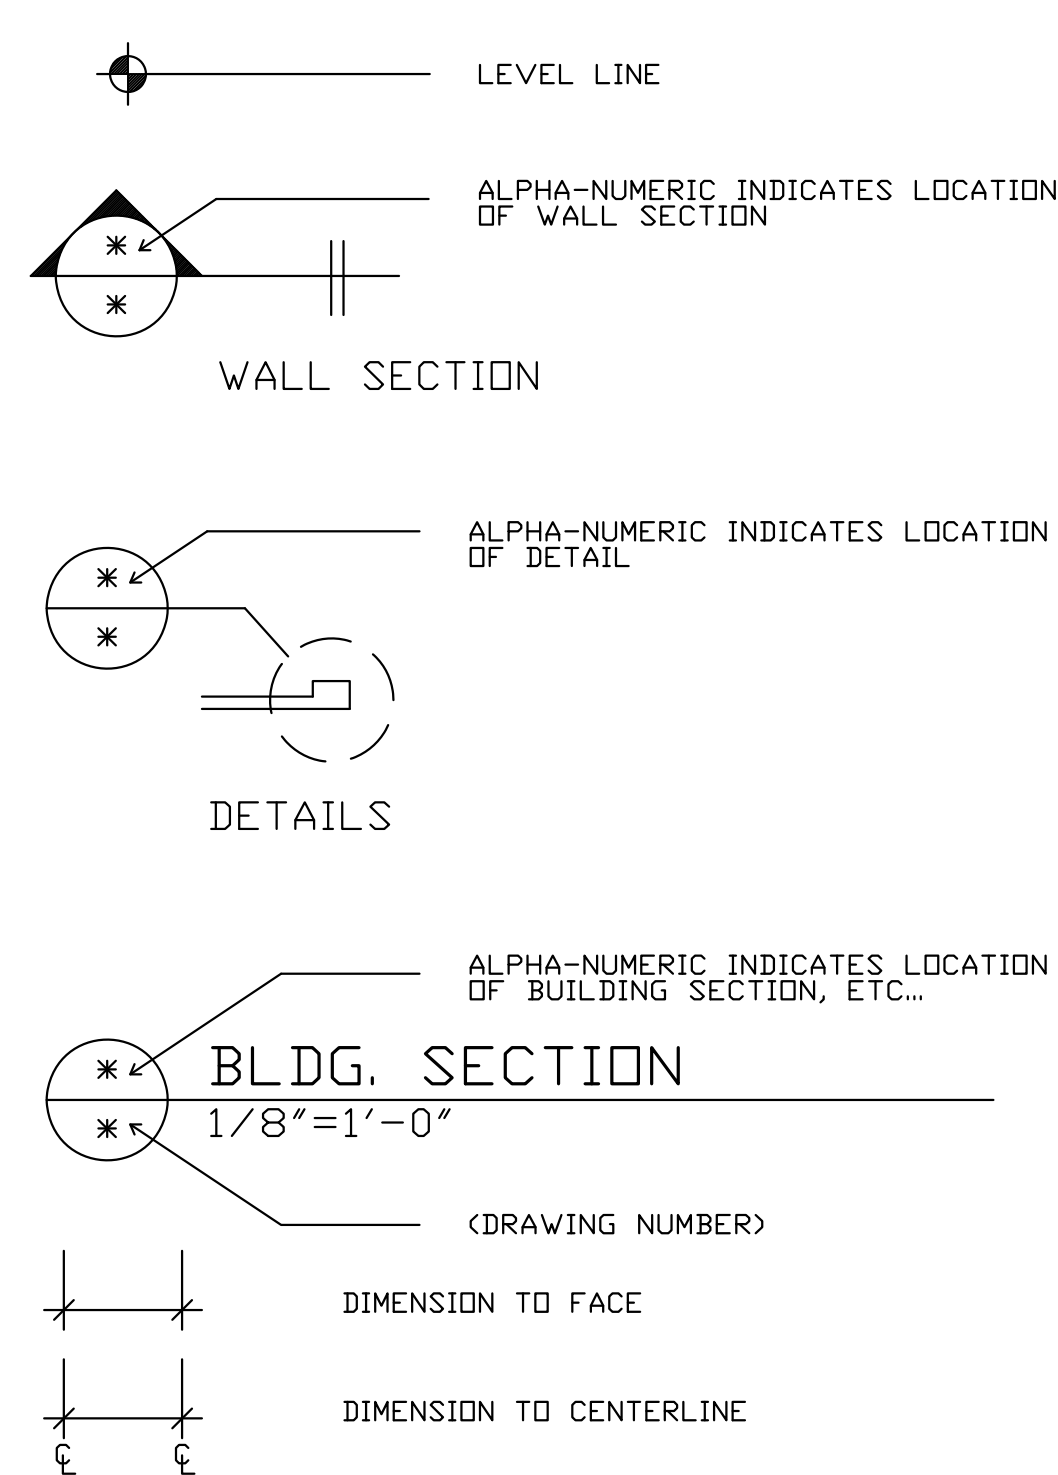 LEVEL LINE
ALPHA-NUMERIC INDICATES LOCATION
OF WALL SECTION
*
*
WALL SECTION
ALPHA-NUMERIC INDICATES LOCATION
OF DETAIL
*
*
DETAILS
ALPHA-NUMERIC INDICATES LOCATION
OF BUILDING SECTION, ETC...
*
BLDG. SECTION
*
1/8"=1'-0"
(DRAWING NUMBER)
DIMENSION TO FACE
DIMENSION TO CENTERLINE
℄ ℄